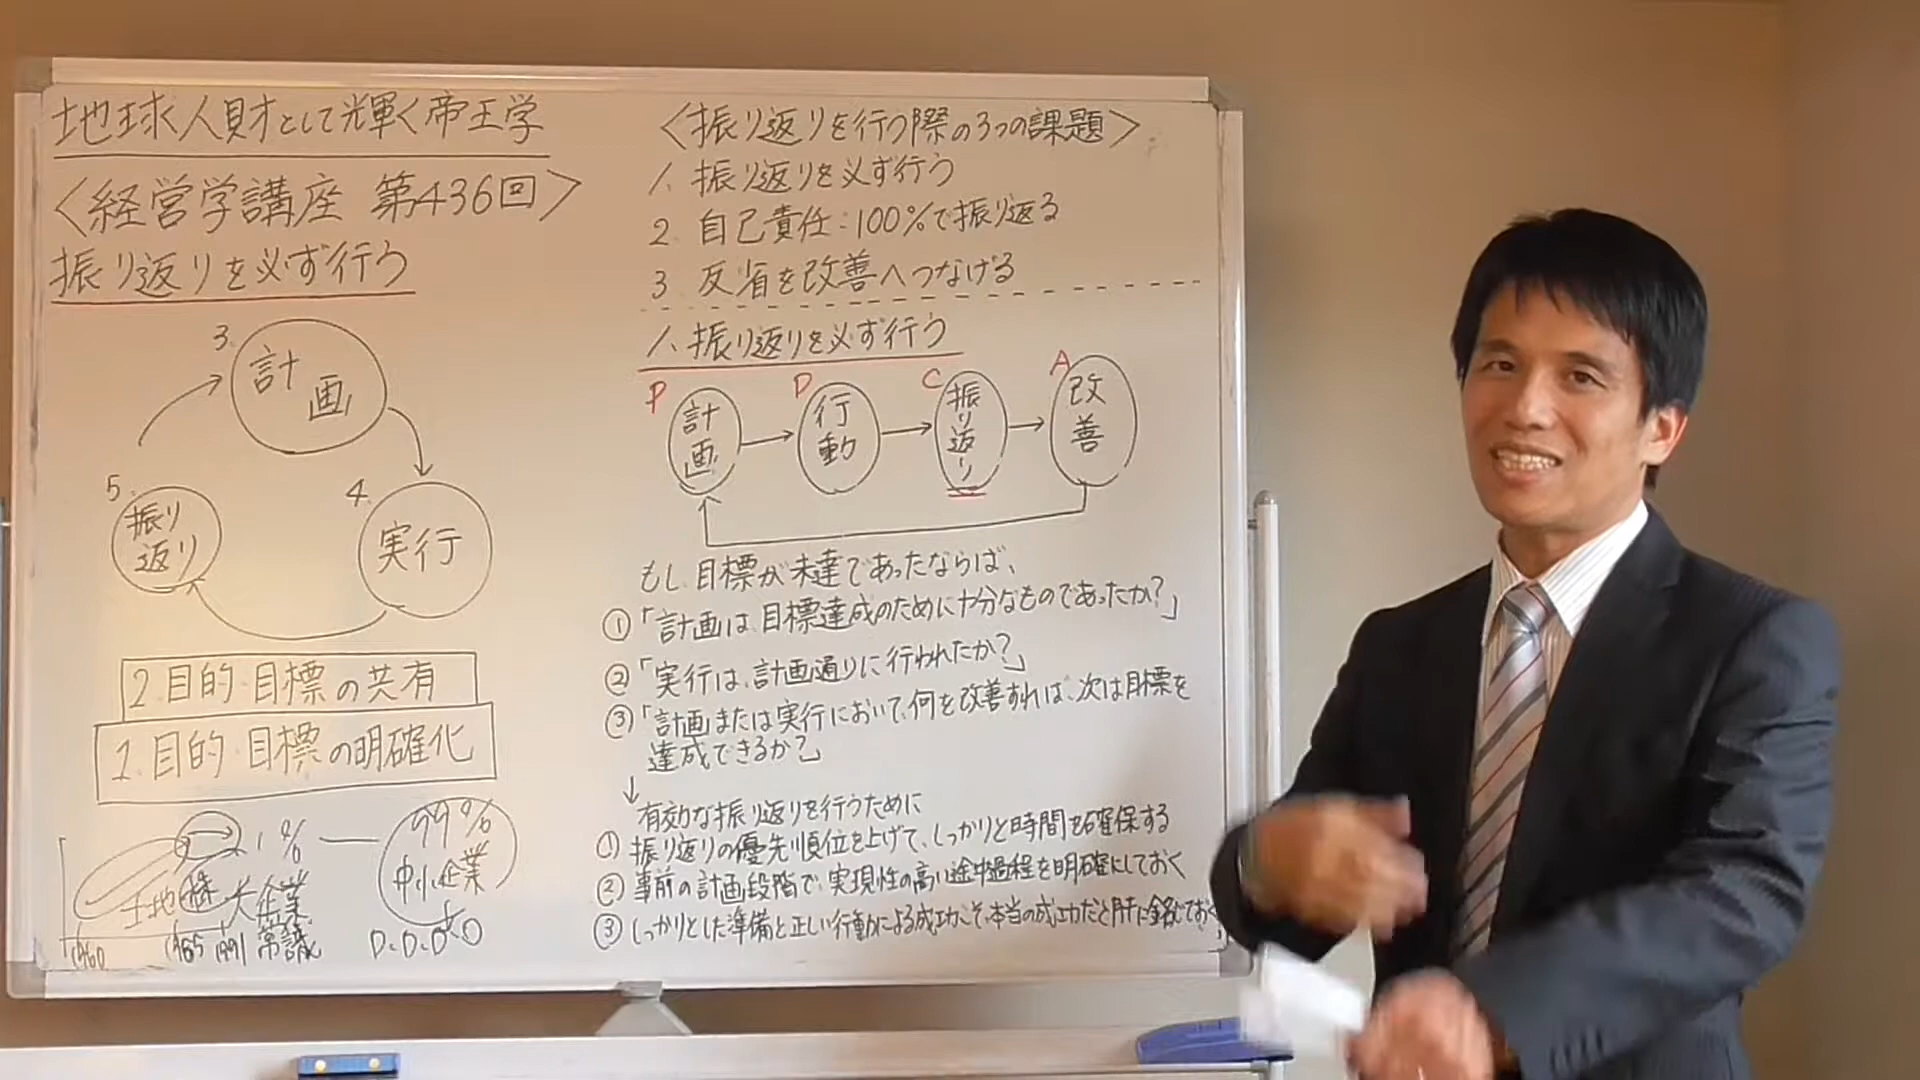 地球人財として輝く帝王学
〈経営学講座 第436回〉
振り返りを必ず行う
3.
計画
5.
振り返り
4.
実行
2.目的・目標の共有
1.目的・目標の明確化
1%
99%
土地
株
大企業
中小企業
1960
1985
1991
常識
D.D.D.D
〈振り返りを行う際の3つの課題〉
1. 振り返りを必ず行う
2. 自己責任:100%で振り返る
3. 反省を改善へつなげる
1. 振り返りを必ず行う
P
D
C
A
計画
行動
振り返り
改善
もし、目標が未達であったならば、
①「計画は、目標達成のために十分なものであったか?」
②「実行は、計画通りに行われたか?」
③「計画または実行において、何を改善すれば、次は目標を
達成できるか?」
有効な振り返りを行うために
① 振り返りの優先順位を上げて、しっかりと時間を確保する
② 事前の計画段階で、実現性の高い途中過程を明確にしておく
③ しっかりとした準備と正しい行動による成功こそ、本当の成功だと肝に銘じておく